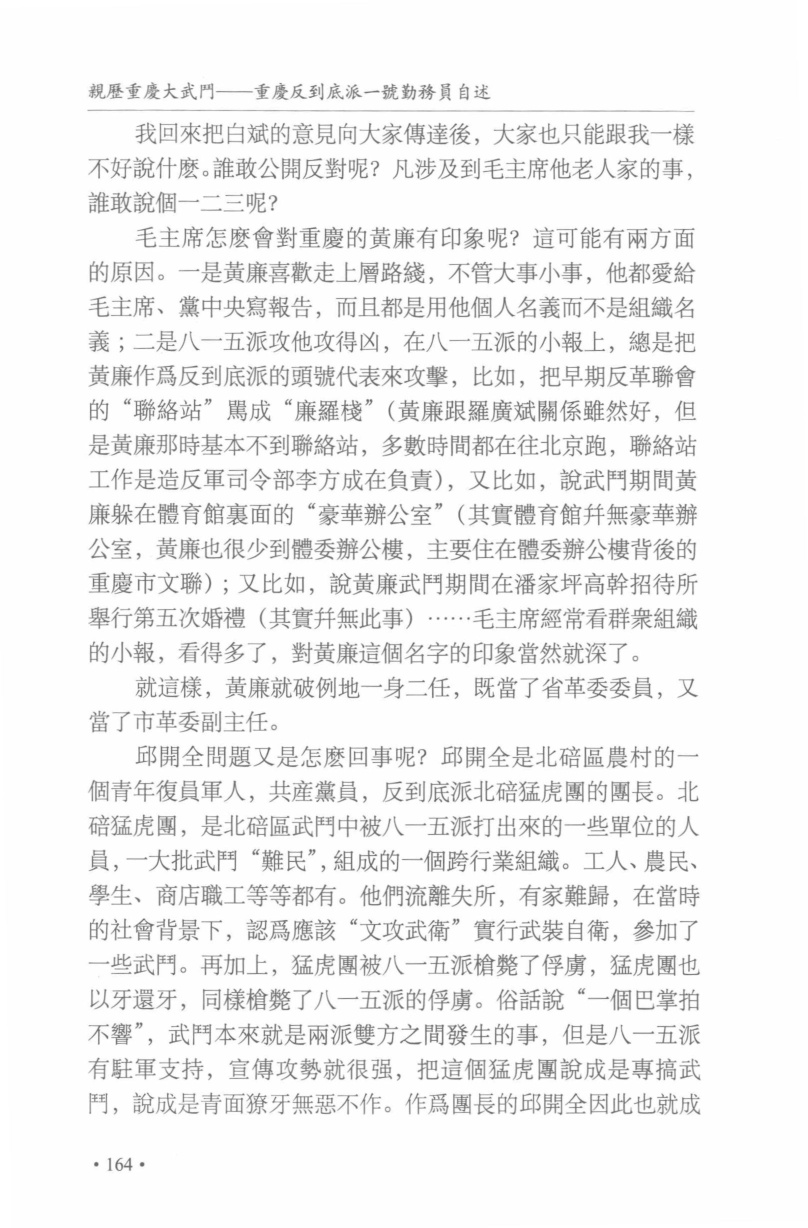 親歷重慶大武鬥——重慶反到底派一號勤務員自述
我回來把白斌的意見向大家傳達後，大家也只能跟我一樣
不好說什麽。誰敢公開反對呢？凡涉及到毛主席他老人家的事，
誰敢說個一二三呢？
毛主席怎麽會對重慶的黃廉有印象呢？這可能有兩方面
的原因。一是黃廉喜歡走上層路綫，不管大事小事，他都愛給
毛主席、黨中央寫報告，而且都是用他個人名義而不是組織名
義；二是八一五派攻他攻得凶，在八一五派的小報上，總是把
黃廉作爲反到底派的頭號代表來攻擊，比如，把早期反革聯會
的“聯絡站”駡成“廉羅棧”（黃廉跟羅廣斌關係雖然好，但
是黃廉那時基本不到聯絡站，多數時間都在往北京跑，聯絡站
工作是造反軍司令部李方成在負責），又比如，說武鬥期間黃
廉躲在體育館裏面的“豪華辦公室”（其實體育館幷無豪華辦
公室，黃廉也很少到體委辦公樓，主要住在體委辦公樓背後的
重慶市文聯）；又比如，說黃廉武鬥期間在潘家坪高幹招待所
舉行第五次婚禮（其實幷無此事）……毛主席經常看群衆組織
的小報，看得多了，對黃廉這個名字的印象當然就深了。
就這樣，黃廉就破例地一身二任，既當了省革委委員，又
當了市革委副主任。
邱開全問題又是怎麽回事呢？邱開全是北碚區農村的一
個青年復員軍人，共産黨員，反到底派北碚猛虎團的團長。北
碚猛虎團，是北碚區武鬥中被八一五派打出來的一些單位的人
員，一大批武鬥“難民”，組成的一個跨行業組織。工人、農民、
學生、商店職工等等都有。他們流離失所，有家難歸，在當時
的社會背景下，認爲應該“文攻武衛”實行武裝自衛，參加了
一些武鬥。再加上，猛虎團被八一五派槍斃了俘虜，猛虎團也
以牙還牙，同樣槍斃了八一五派的俘虜。俗話說“一個巴掌拍
不響”，武鬥本來就是兩派雙方之間發生的事，但是八一五派
有駐軍支持，宣傳攻勢就很强，把這個猛虎團說成是專搞武
鬥，說成是青面獠牙無惡不作。作爲團長的邱開全因此也就成
·164·